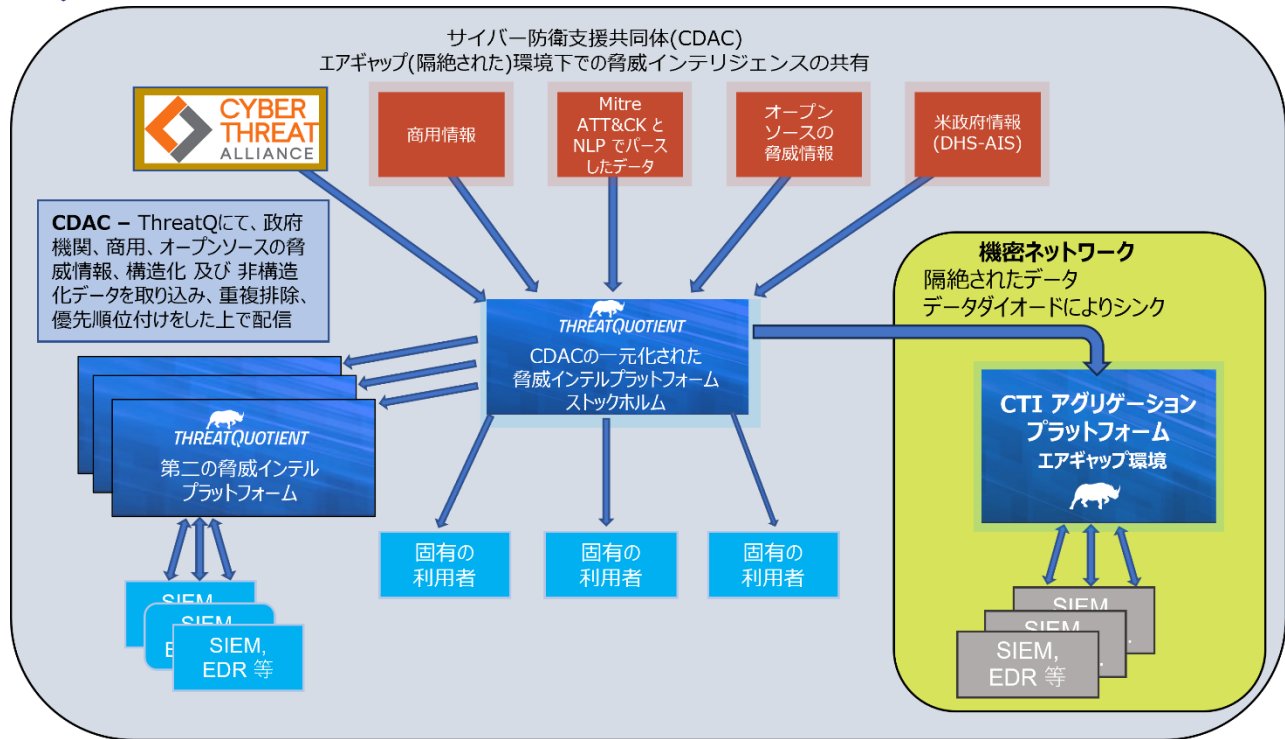 サイバー防衛支援共同体(CDAC)
エアギャップ(隔絶された)環境下での脅威インテリジェンスの共有
CYBER
THREAT
ALLIANCE
商用情報
Mitre
ATT&CK と
NLP でパース
したデータ
オープン
ソースの
脅威情報
米政府情報
(DHS-AIS)
CDAC – ThreatQにて、政府
機関、商用、オープンソースの脅
威情報、構造化 及び 非構造
化データを取り込み、重複排除、
優先順位付けをした上で配信
機密ネットワーク
隔絶されたデータ
データダイオードによりシンク
THREATQUOTIENT
CDACの一元化された
脅威インテルプラットフォーム
ストックホルム
CTI アグリゲーション
プラットフォーム
エアギャップ環境
THREATQUOTIENT
第二の脅威インテル
プラットフォーム
固有の
利用者
固有の
利用者
固有の
利用者
SIEM
SIEM
SIEM,
EDR 等
SIEM
SIEM
SIEM,
EDR 等